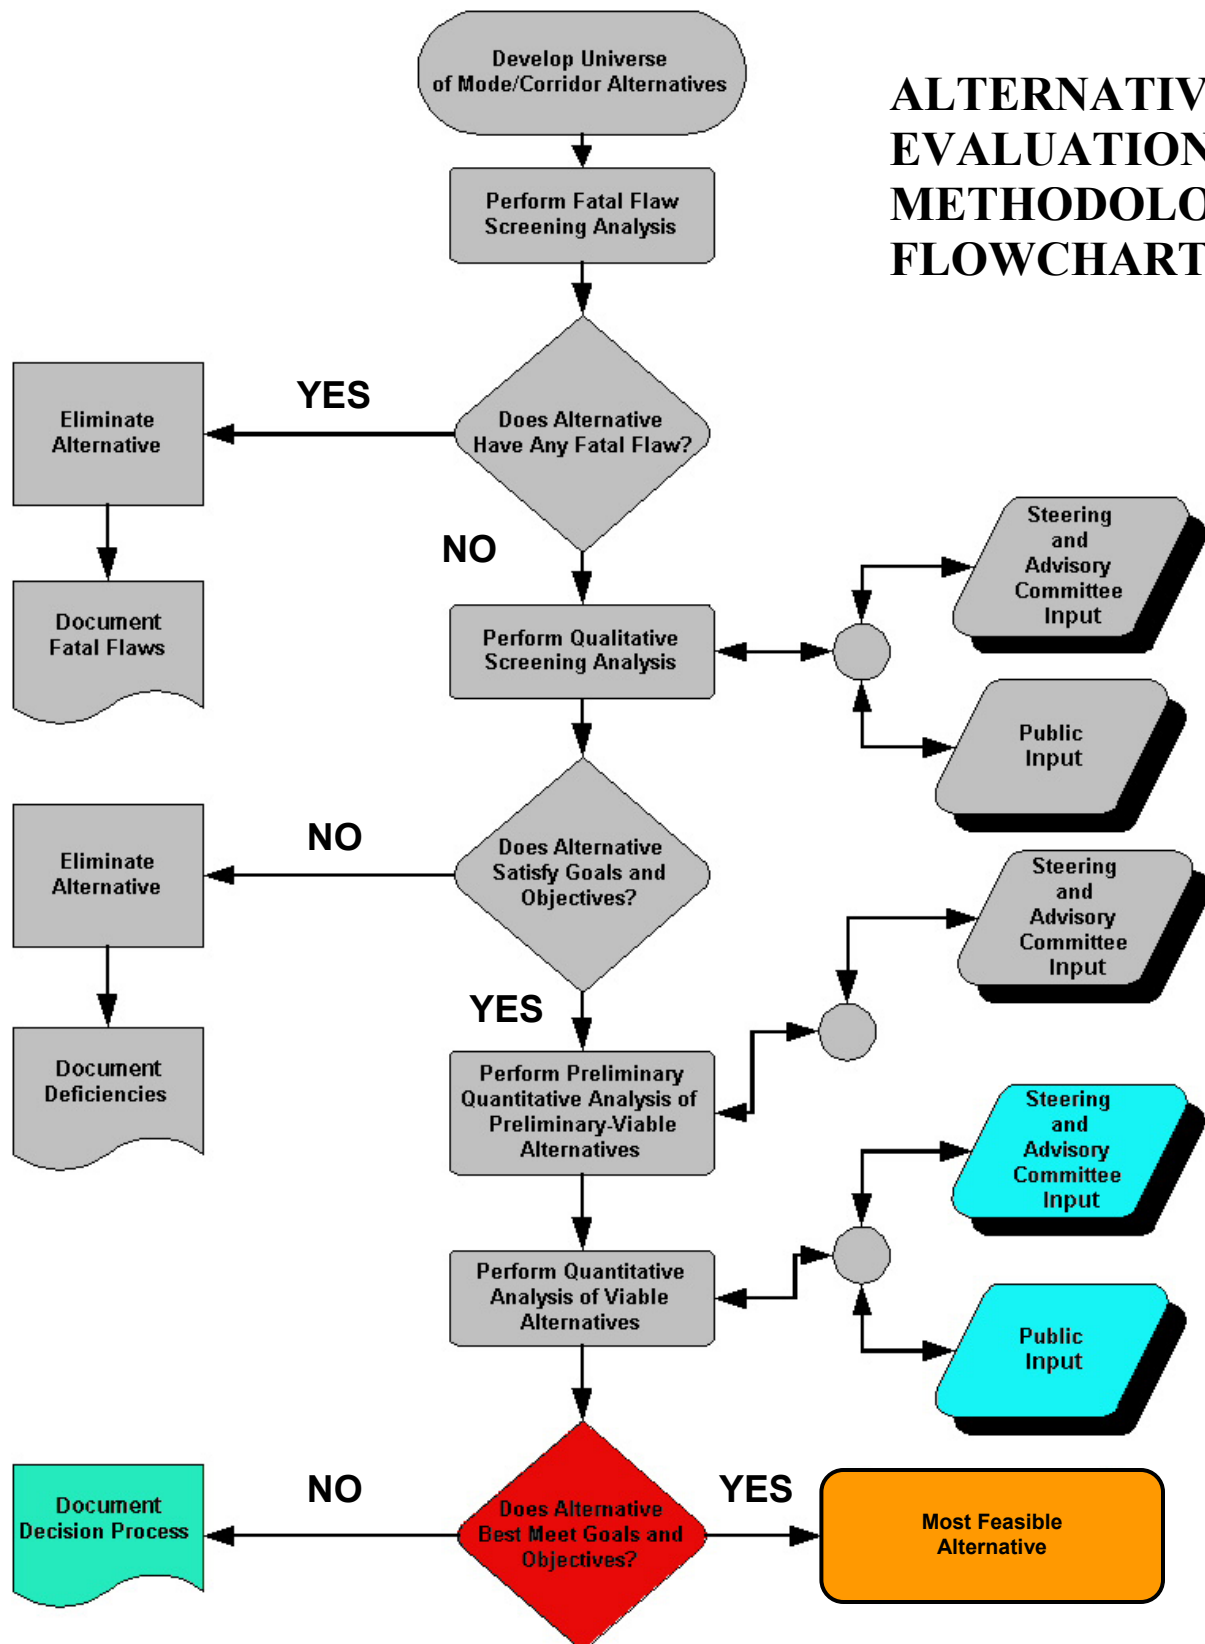 Develop Universe
of Mode/Corridor Alternatives
ALTERNATIV
EVALUATION
METHODOLO
FLOWCHART
Perform Fatal Flaw
Screening Analysis
YES
Eliminate
Alternative
Does Alternative
Have Any Fatal Flaw?
NO
Document
Fatal Flaws
Perform Qualitative
Screening Analysis
Steering
and
Advisory
Committee
Input
Public
Input
NO
Eliminate
Alternative
Does Alternative
Satisfy Goals and
Objectives?
YES
Steering
and
Advisory
Committee
Input
Document
Deficiencies
Perform Preliminary
Quantitative Analysis of
Preliminary-Viable
Alternatives
Steering
and
Advisory
Committee
Input
Perform Quantitative
Analysis of Viable
Alternatives
Public
Input
NO
YES
Document
Decision Process
Does Alternative
Best Meet Goals and
Objectives?
Most Feasible
Alternative